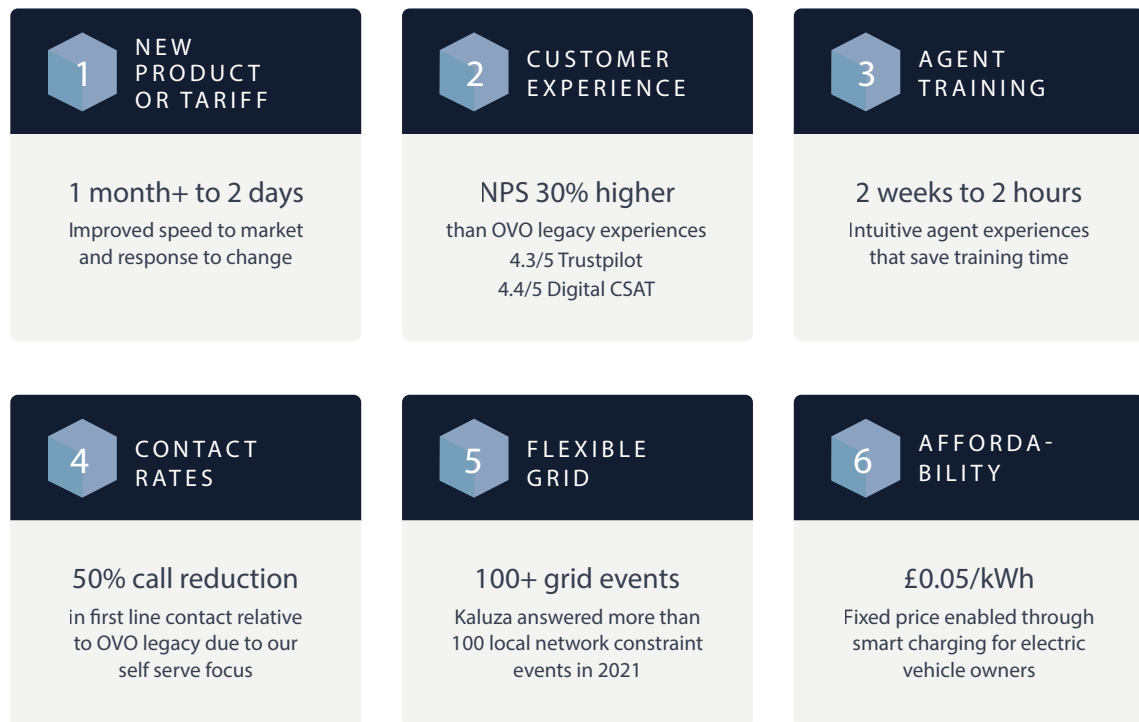 1
NEW
PRODUCT
OR TARIFF
1 month+ to 2 days
Improved speed to market
and response to change
2
CUSTOMER
EXPERIENCE
NPS 30% higher
than OVO legacy experiences
4.3/5 Trustpilot
4.4/5 Digital CSAT
3
AGENT
TRAINING
2 weeks to 2 hours
Intuitive agent experiences
that save training time
4
CONTACT
RATES
50% call reduction
in first line contact relative
to OVO legacy due to our
self serve focus
5
FLEXIBLE
GRID
100+ grid events
Kaluza answered more than
100 local network constraint
events in 2021
6
AFFORDA-
BILITY
£0.05/kWh
Fixed price enabled through
smart charging for electric
vehicle owners